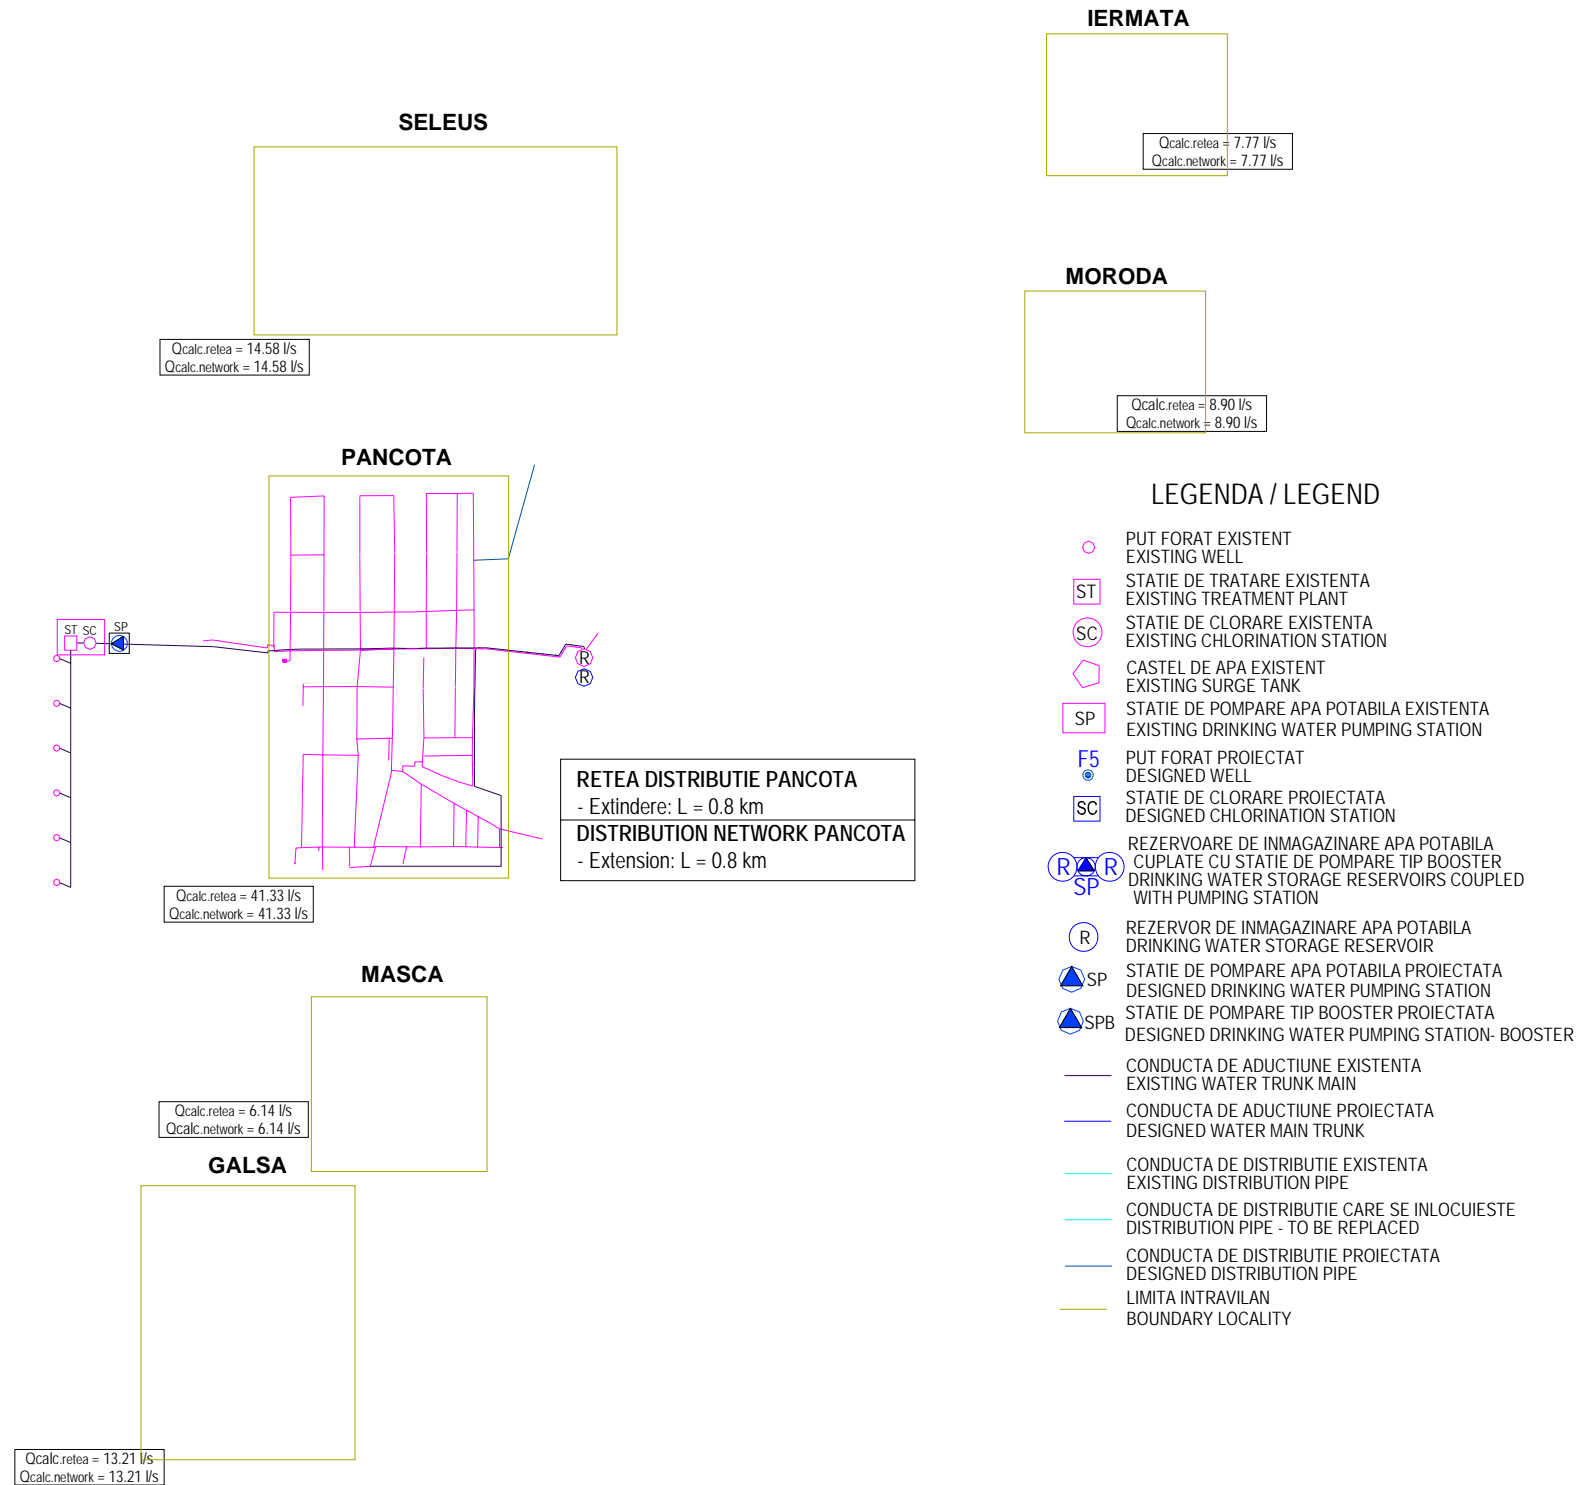 IERMATA
Qcalc.retea = 7.77 l/s
Qcalc.network = 7.77 l/s
SELEUS
Qcalc.retea = 14.58 l/s
Qcalc.network = 14.58 l/s
MORODA
Qcalc.retea = 8.90 l/s
Qcalc.network = 8.90 l/s
PANCOTA
ST SC SP
R
R
RETEA DISTRIBUTIE PANCOTA
- Extindere: L = 0.8 km
DISTRIBUTION NETWORK PANCOTA
- Extension: L = 0.8 km
Qcalc.retea = 41.33 l/s
Qcalc.network = 41.33 l/s
MASCA
Qcalc.retea = 6.14 l/s
Qcalc.network = 6.14 l/s
GALSA
Qcalc.retea = 13.21 l/s
Qcalc.network = 13.21 l/s
LEGENDA / LEGEND
PUT FORAT EXISTENT
EXISTING WELL
ST
STATIE DE TRATARE EXISTENTA
EXISTING TREATMENT PLANT
SC
STATIE DE CLORARE EXISTENTA
EXISTING CHLORINATION STATION
CASTEL DE APA EXISTENT
EXISTING SURGE TANK
SP
STATIE DE POMPARE APA POTABILA EXISTENTA
EXISTING DRINKING WATER PUMPING STATION
F5
PUT FORAT PROIECTAT
DESIGNED WELL
SC
STATIE DE CLORARE PROIECTATA
DESIGNED CHLORINATION STATION
R R
SP
REZERVOARE DE INMAGAZINARE APA POTABILA
CUPLATE CU STATIE DE POMPARE TIP BOOSTER
DRINKING WATER STORAGE RESERVOIRS COUPLED
WITH PUMPING STATION
R
REZERVOR DE INMAGAZINARE APA POTABILA
DRINKING WATER STORAGE RESERVOIR
SP
STATIE DE POMPARE APA POTABILA PROIECTATA
DESIGNED DRINKING WATER PUMPING STATION
SPB
STATIE DE POMPARE TIP BOOSTER PROIECTATA
DESIGNED DRINKING WATER PUMPING STATION- BOOSTER
CONDUCTA DE ADUCTIUNE EXISTENTA
EXISTING WATER TRUNK MAIN
CONDUCTA DE ADUCTIUNE PROIECTATA
DESIGNED WATER MAIN TRUNK
CONDUCTA DE DISTRIBUTIE EXISTENTA
EXISTING DISTRIBUTION PIPE
CONDUCTA DE DISTRIBUTIE CARE SE INLOCUIESTE
DISTRIBUTION PIPE - TO BE REPLACED
CONDUCTA DE DISTRIBUTIE PROIECTATA
DESIGNED DISTRIBUTION PIPE
LIMITA INTRAVILAN
BOUNDARY LOCALITY